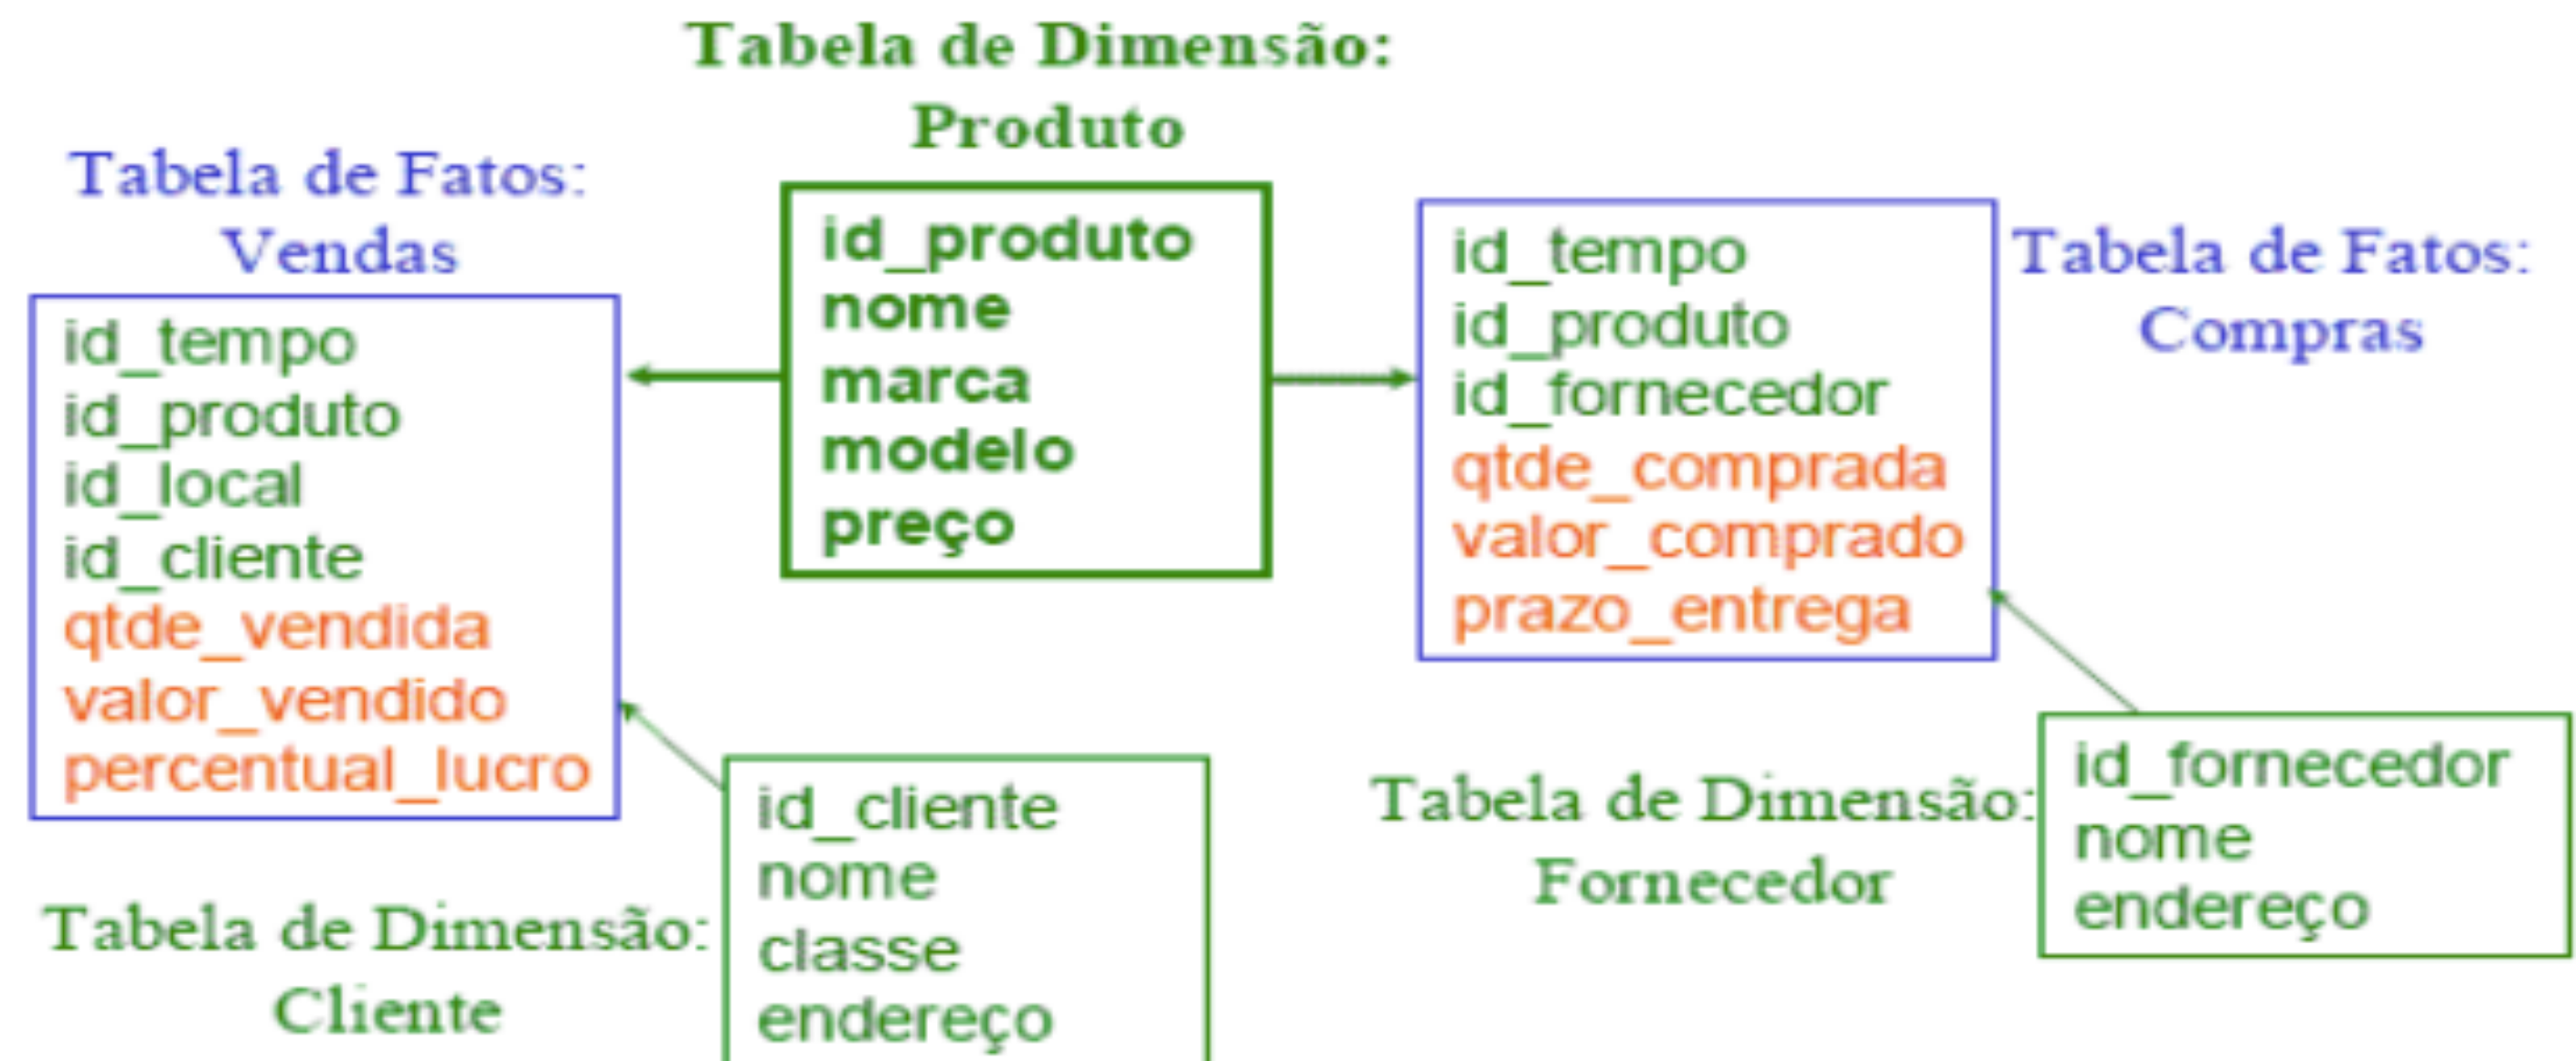 Tabela de Dimensão:
Produto
id_produto
nome
marca
modelo
preço
Tabela de Fatos:
Vendas
id_tempo
id_produto
id_local
id_cliente
qtde_vendida
valor_vendido
percentual_lucro
Tabela de Fatos:
Compras
id_tempo
id_produto
id_fornecedor
qtde_comprada
valor_comprado
prazo_entrega
Tabela de Dimensão:
Cliente
id_cliente
nome
classe
endereço
Tabela de Dimensão:
Fornecedor
id_fornecedor
nome
endereço